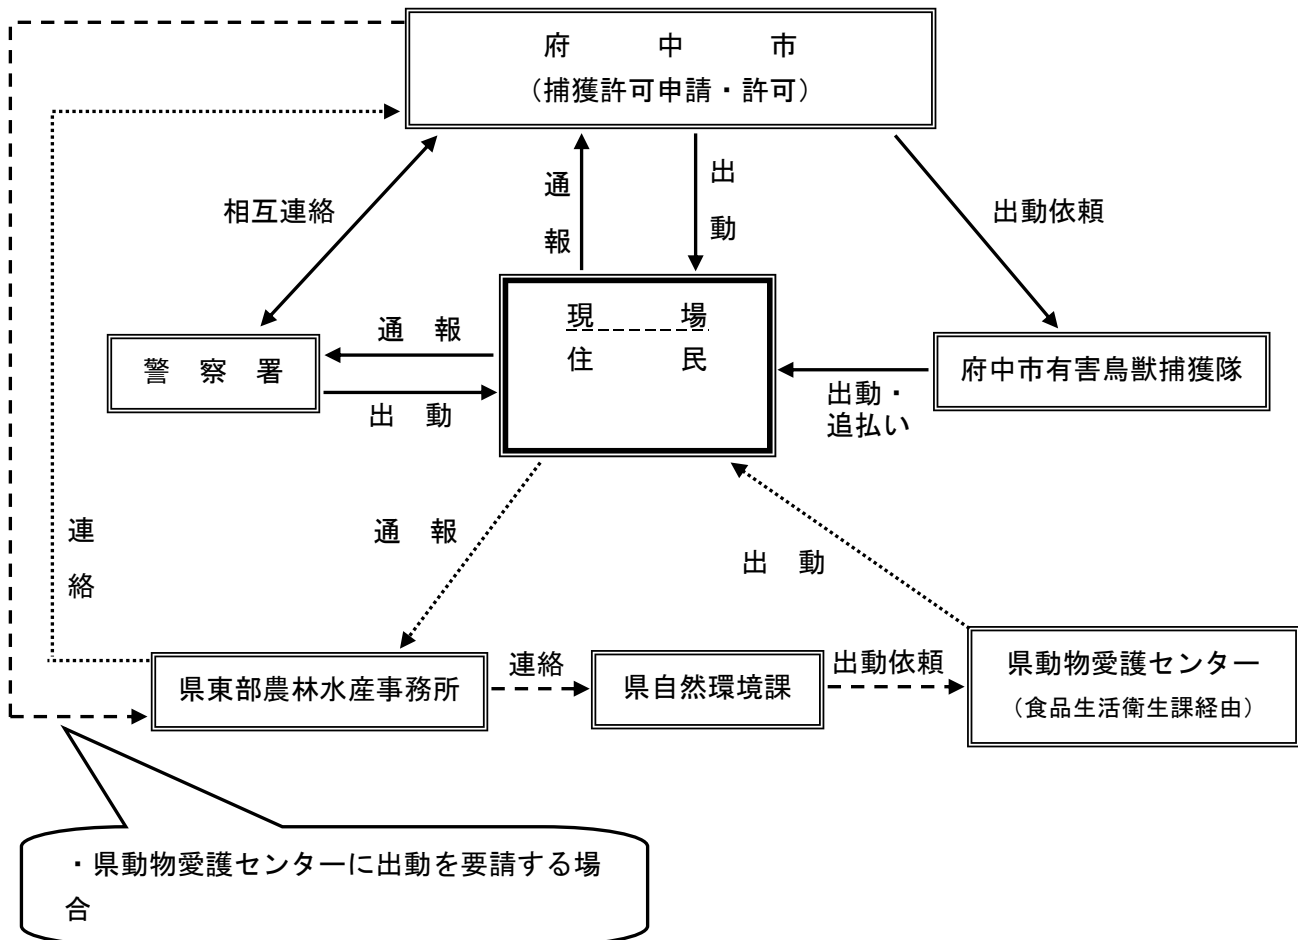 府 中 市
（捕獲許可申請・許可）
通報
出動
相互連絡
出動依頼
現 場
住 民
通 報
警 察 署
出 動
府中市有害鳥獣捕獲隊
出動・
追払い
連絡
通 報
出 動
県東部農林水産事務所
連絡
県自然環境課
出動依頼
県動物愛護センター
（食品生活衛生課経由）
・県動物愛護センターに出動を要請する場
合